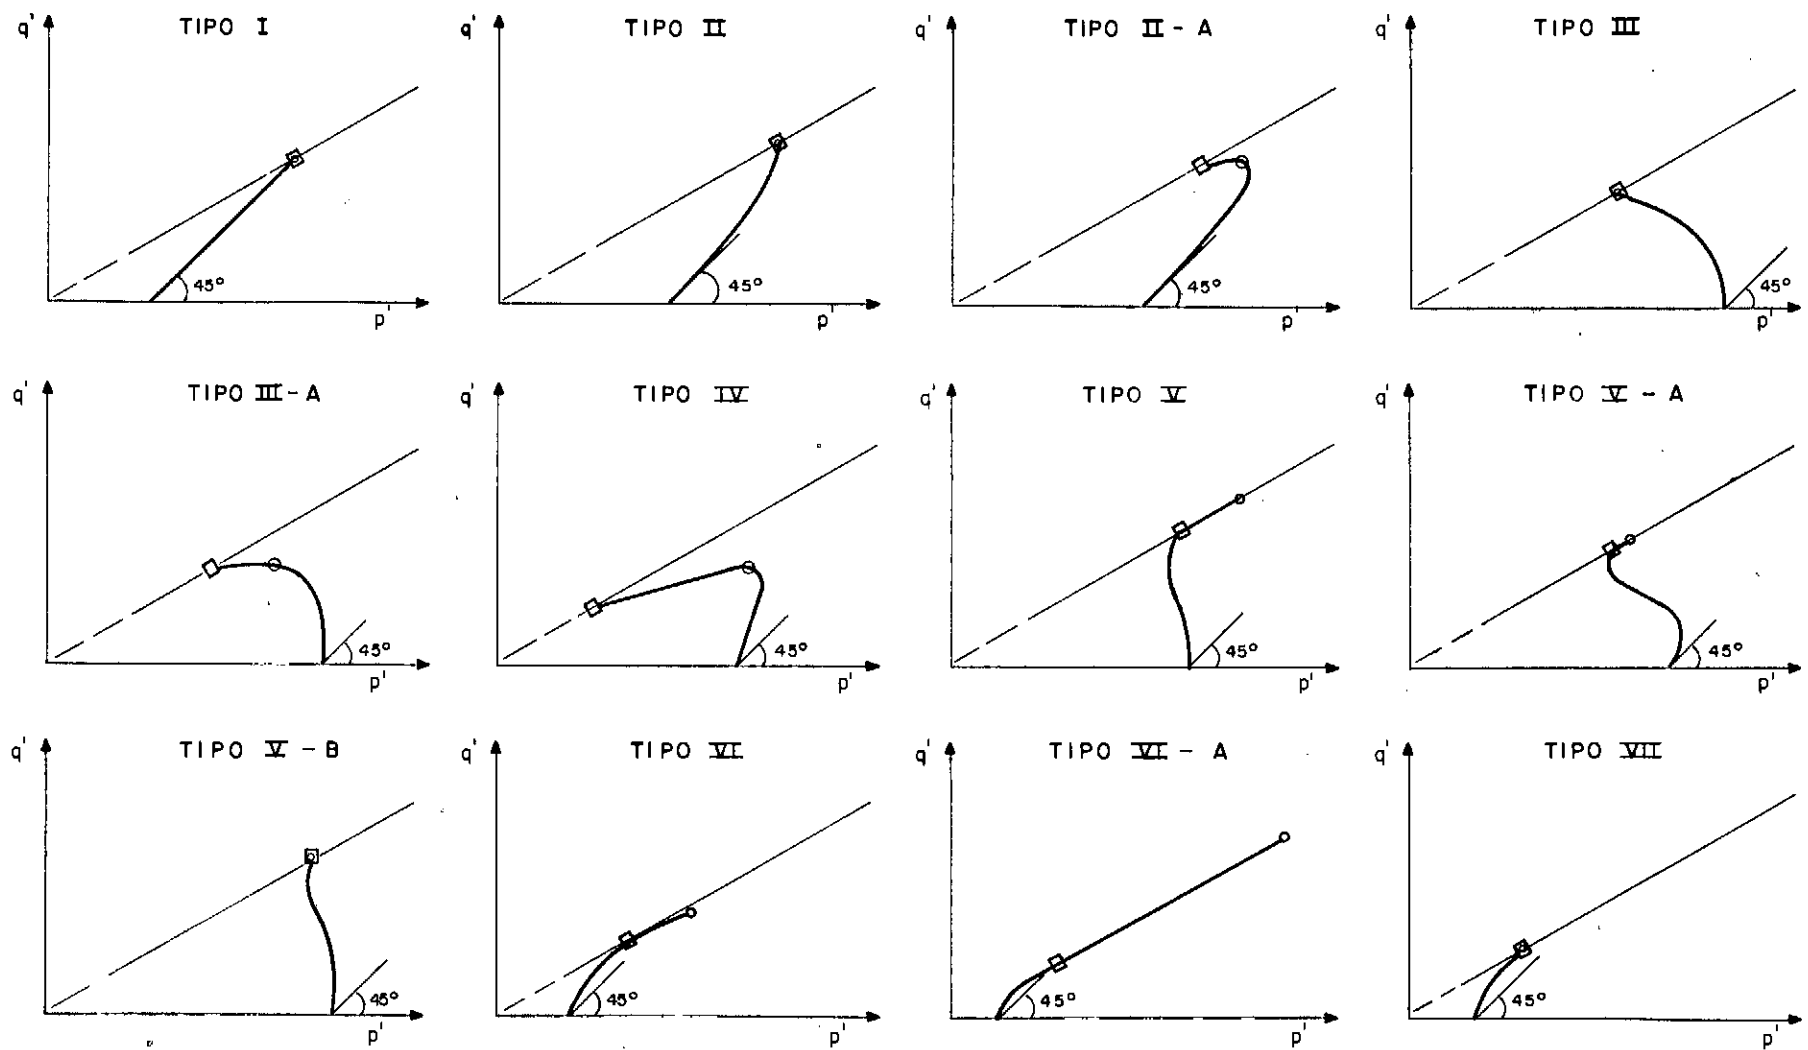 TIPO I
q'
45°
p'
TIPO II
q'
45°
p'
TIPO II - A
q'
45°
p'
TIPO III
q'
45°
p'
TIPO III - A
q'
45°
p'
TIPO IV
q'
45°
p'
TIPO V
q'
45°
p'
TIPO V - A
q'
45°
p'
TIPO V - B
q'
45°
p'
TIPO VI
q'
45°
p'
TIPO VI - A
q'
45°
p'
TIPO VII
q'
45°
p'